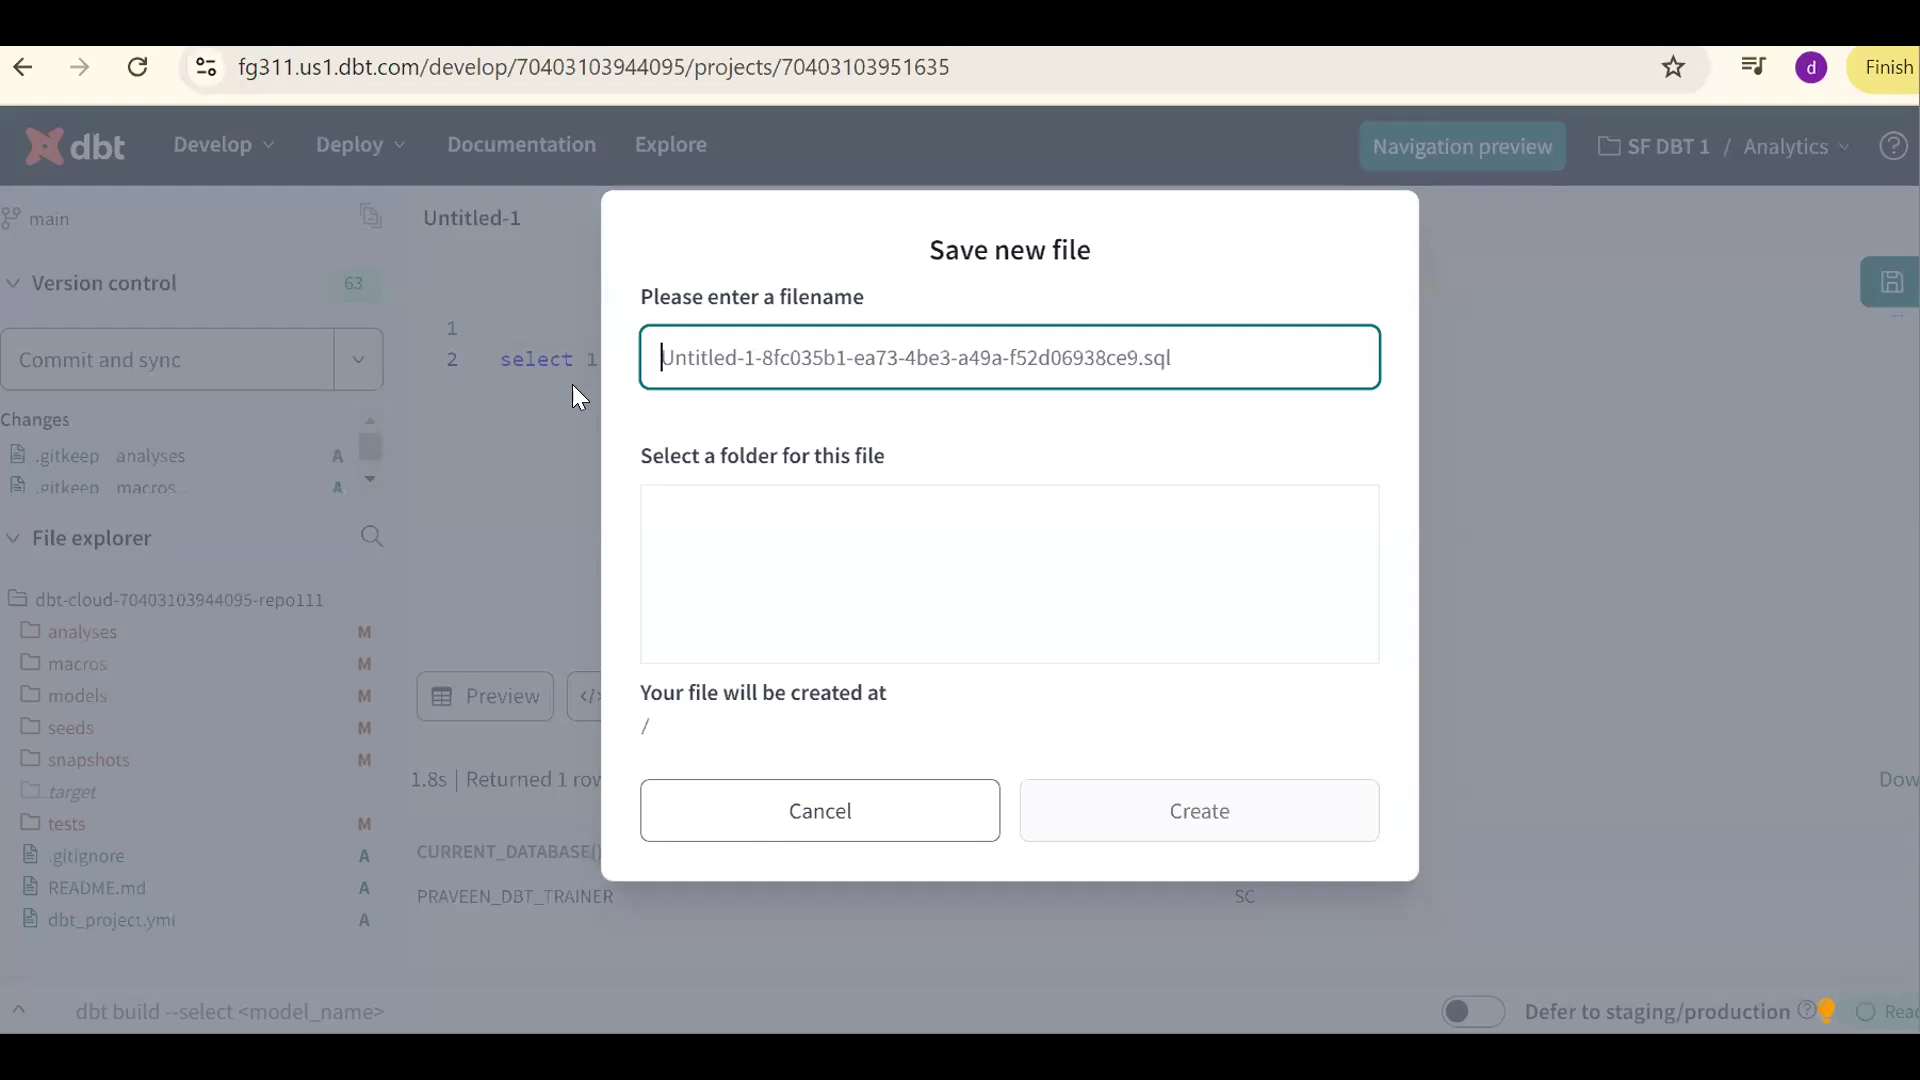 fg311.us1.dbt.com/develop/70403103944095/projects/70403103951635
d
Finish
dbt
Develop
Deploy
Documentation
Explore
Navigation preview
SF DBT 1 / Analytics
main
Version control
63
Commit and sync
Changes
.gitkeep analyses A
.gitkeep macros... A
File explorer
dbt-cloud-70403103944095-repo111
analyses M
macros M
models M
seeds M
snapshots M
target
tests M
.gitignore A
README.md A
dbt_project.yml A
Untitled-1
1
2 select 1
Preview
</>
1.8s | Returned 1 row
Dow
CURRENT_DATABASE()
PRAVEEN_DBT_TRAINER
SC
Save new file
Please enter a filename
Untitled-1-8fc035b1-ea73-4be3-a49a-f52d06938ce9.sql
Select a folder for this file
Your file will be created at
/
Cancel
Create
dbt build --select <model_name>
Defer to staging/production
Read